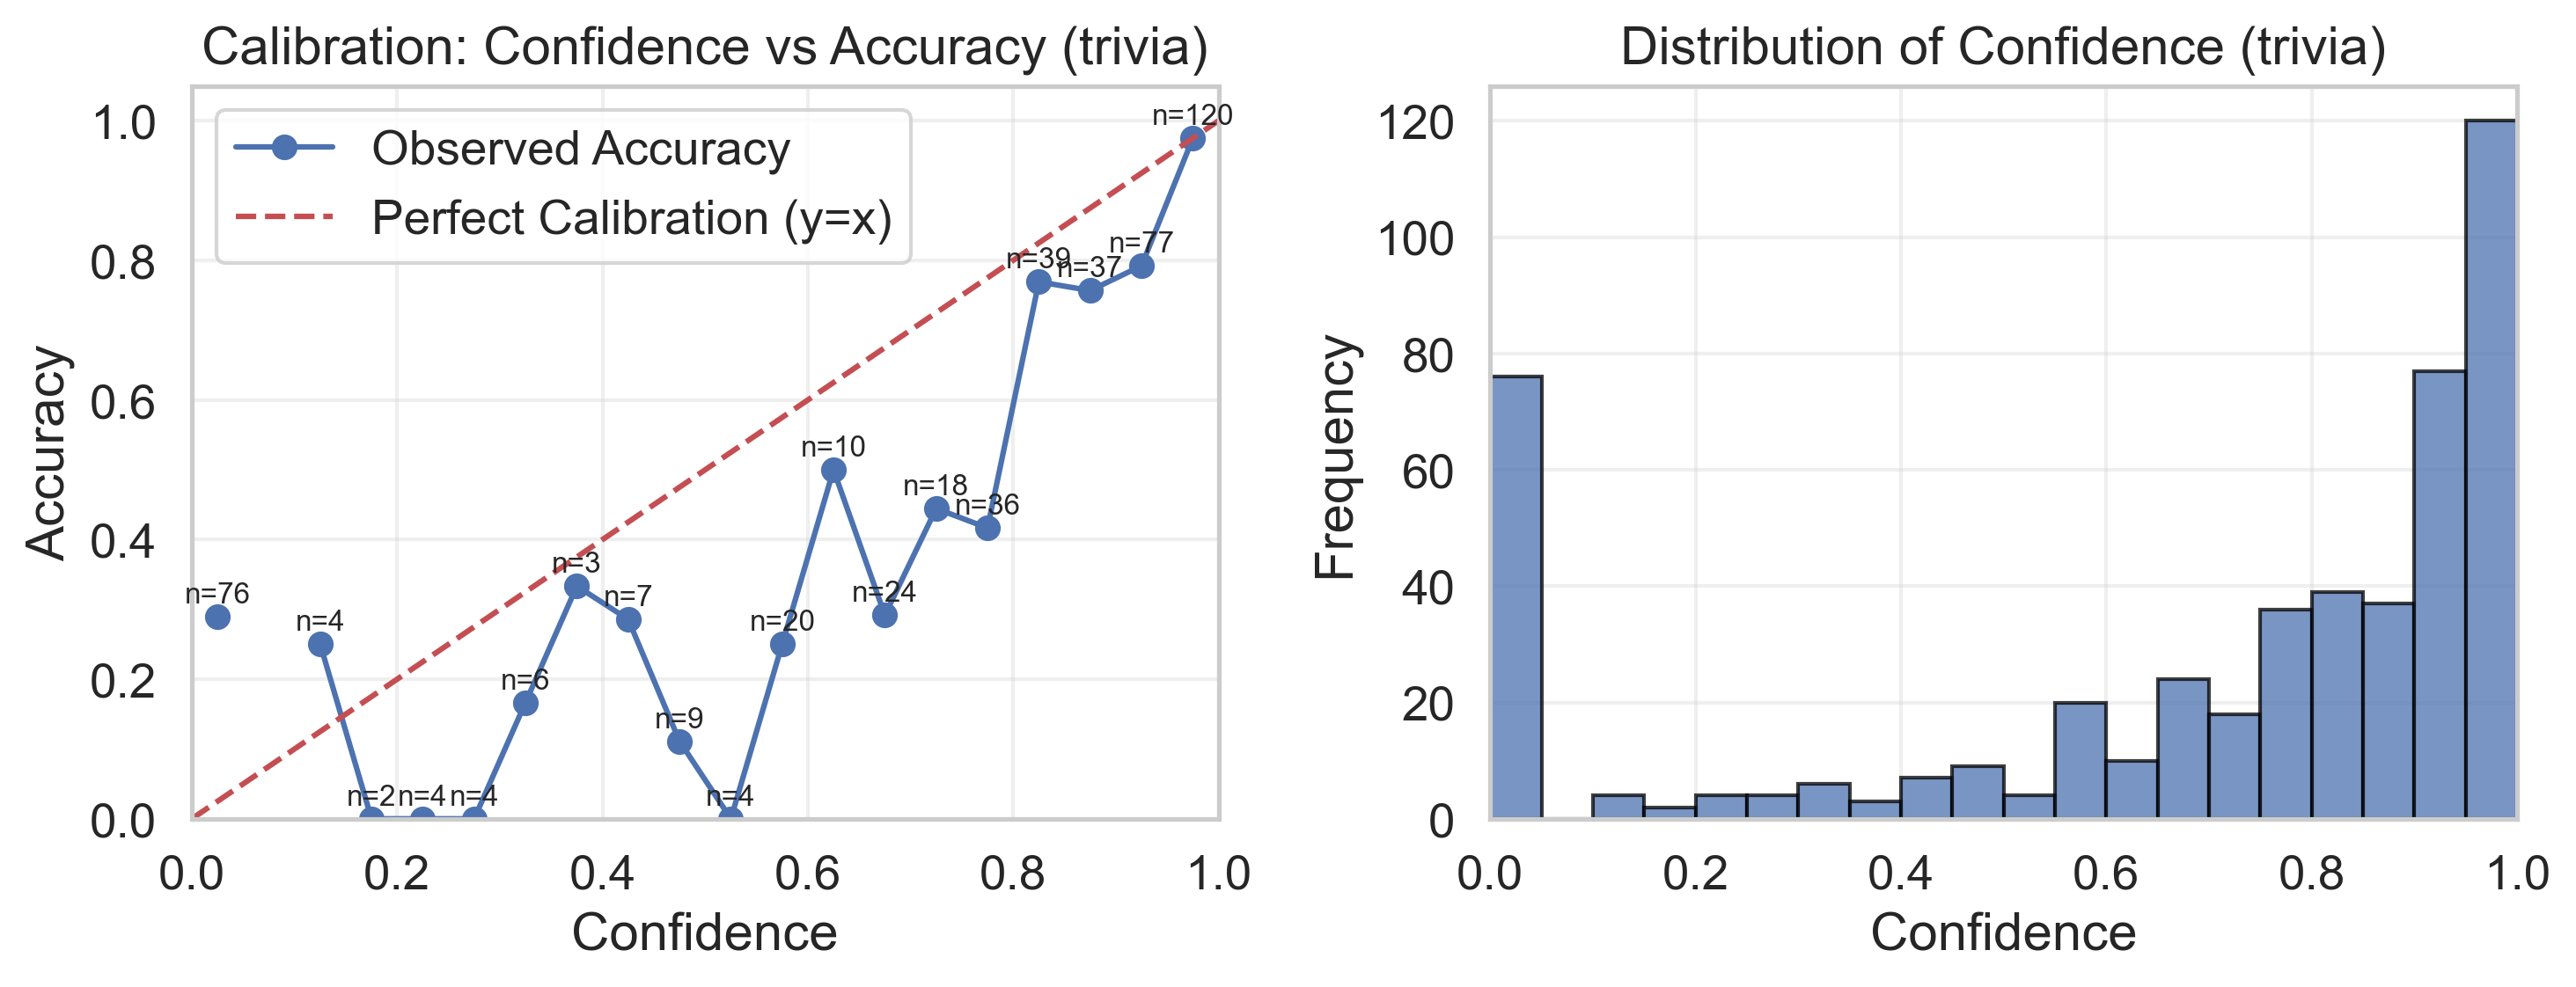 Calibration: Confidence vs Accuracy (trivia)
Observed Accuracy
Perfect Calibration (y=x)
Accuracy
1.0
0.8
0.6
0.4
0.2
0.0
n=76
n=4
n=2
n=4
n=4
n=6
n=3
n=7
n=9
n=4
n=20
n=10
n=24
n=18
n=36
n=39
n=37
n=77
n=120
0.0 0.2 0.4 0.6 0.8 1.0
Confidence
Distribution of Confidence (trivia)
Frequency
120
100
80
60
40
20
0
0.0 0.2 0.4 0.6 0.8 1.0
Confidence